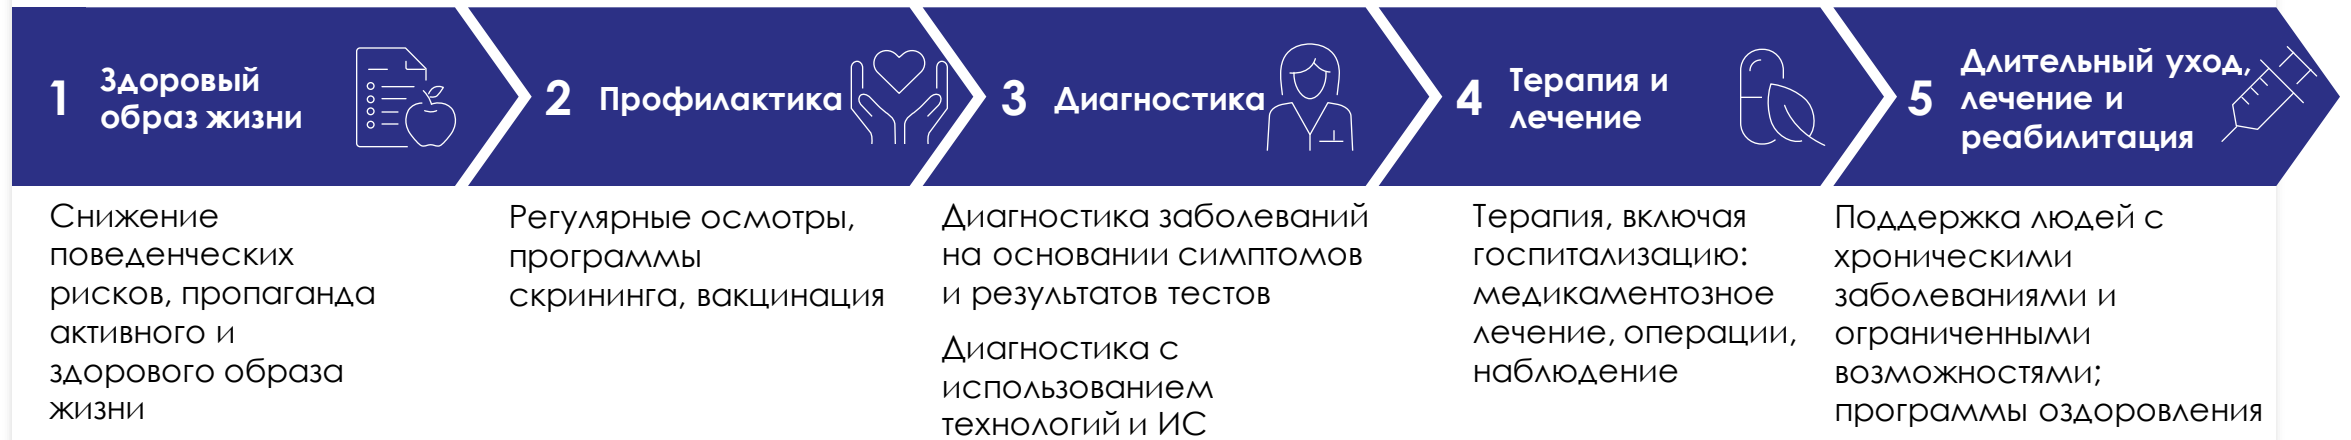 1
Здоровый
образ жизни
Снижение
поведенческих
рисков, пропаганда
активного и
здорового образа
жизни
2
Профилактика
Регулярные осмотры,
программы
скрининга, вакцинация
3
Диагностика
Диагностика заболеваний
на основании симптомов
и результатов тестов
Диагностика с
использованием
технологий и ИС
4
Терапия и
лечение
Терапия, включая
госпитализацию:
медикаментозное
лечение, операции,
наблюдение
5
Длительный уход,
лечение и
реабилитация
Поддержка людей с
хроническими
заболеваниями и
ограниченными
возможностями;
программы оздоровления